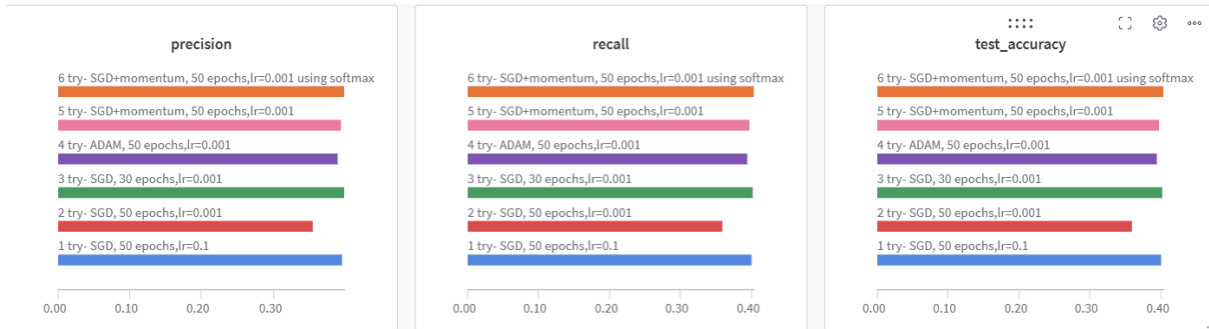 precision
6 try- SGD+momentum, 50 epochs,lr=0.001 using softmax
5 try- SGD+momentum, 50 epochs,lr=0.001
4 try- ADAM, 50 epochs,lr=0.001
3 try- SGD, 30 epochs,lr=0.001
2 try- SGD, 50 epochs,lr=0.001
1 try- SGD, 50 epochs,lr=0.1
0.00 0.10 0.20 0.30
recall
6 try- SGD+momentum, 50 epochs,lr=0.001 using softmax
5 try- SGD+momentum, 50 epochs,lr=0.001
4 try- ADAM, 50 epochs,lr=0.001
3 try- SGD, 30 epochs,lr=0.001
2 try- SGD, 50 epochs,lr=0.001
1 try- SGD, 50 epochs,lr=0.1
0.00 0.10 0.20 0.30 0.40
test_accuracy
6 try- SGD+momentum, 50 epochs,lr=0.001 using softmax
5 try- SGD+momentum, 50 epochs,lr=0.001
4 try- ADAM, 50 epochs,lr=0.001
3 try- SGD, 30 epochs,lr=0.001
2 try- SGD, 50 epochs,lr=0.001
1 try- SGD, 50 epochs,lr=0.1
0.00 0.10 0.20 0.30 0.40